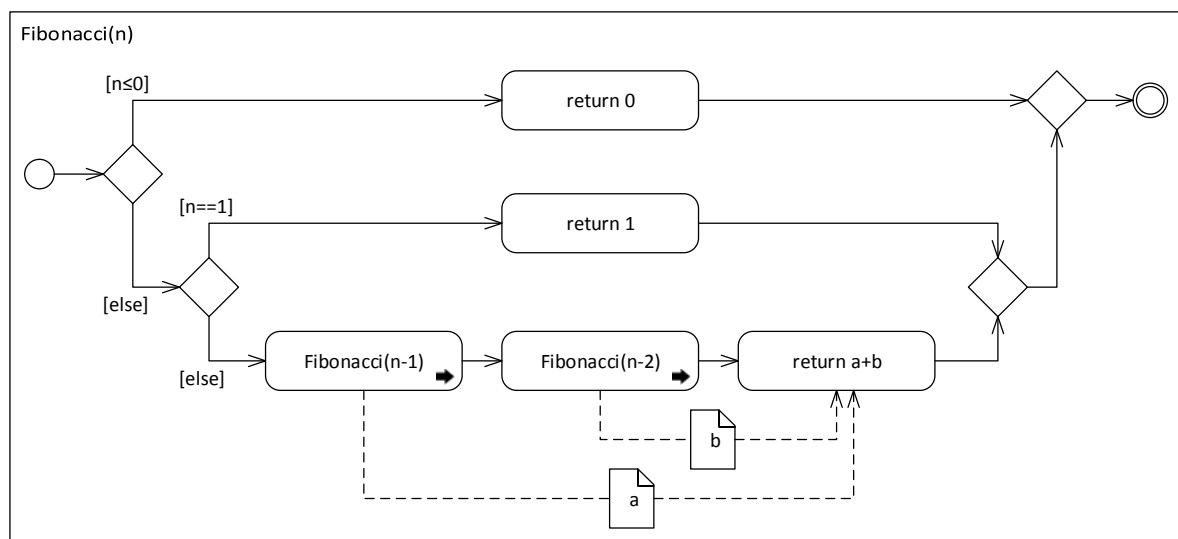 Fibonacci(n)
[n≤0]
return 0
[n==1]
return 1
[else]
[else]
Fibonacci(n-1)
Fibonacci(n-2)
return a+b
b
a